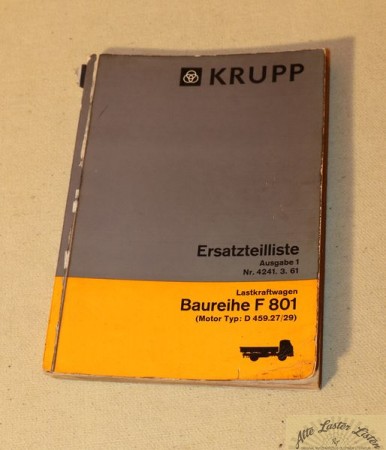 KRUPP
Ersatzteilliste
Ausgabe 1
Nr. 4241. 3. 61
Lastkraftwagen
Baureihe F 801
(Motor Typ: D 459.27/29)
Alte Laster Listen